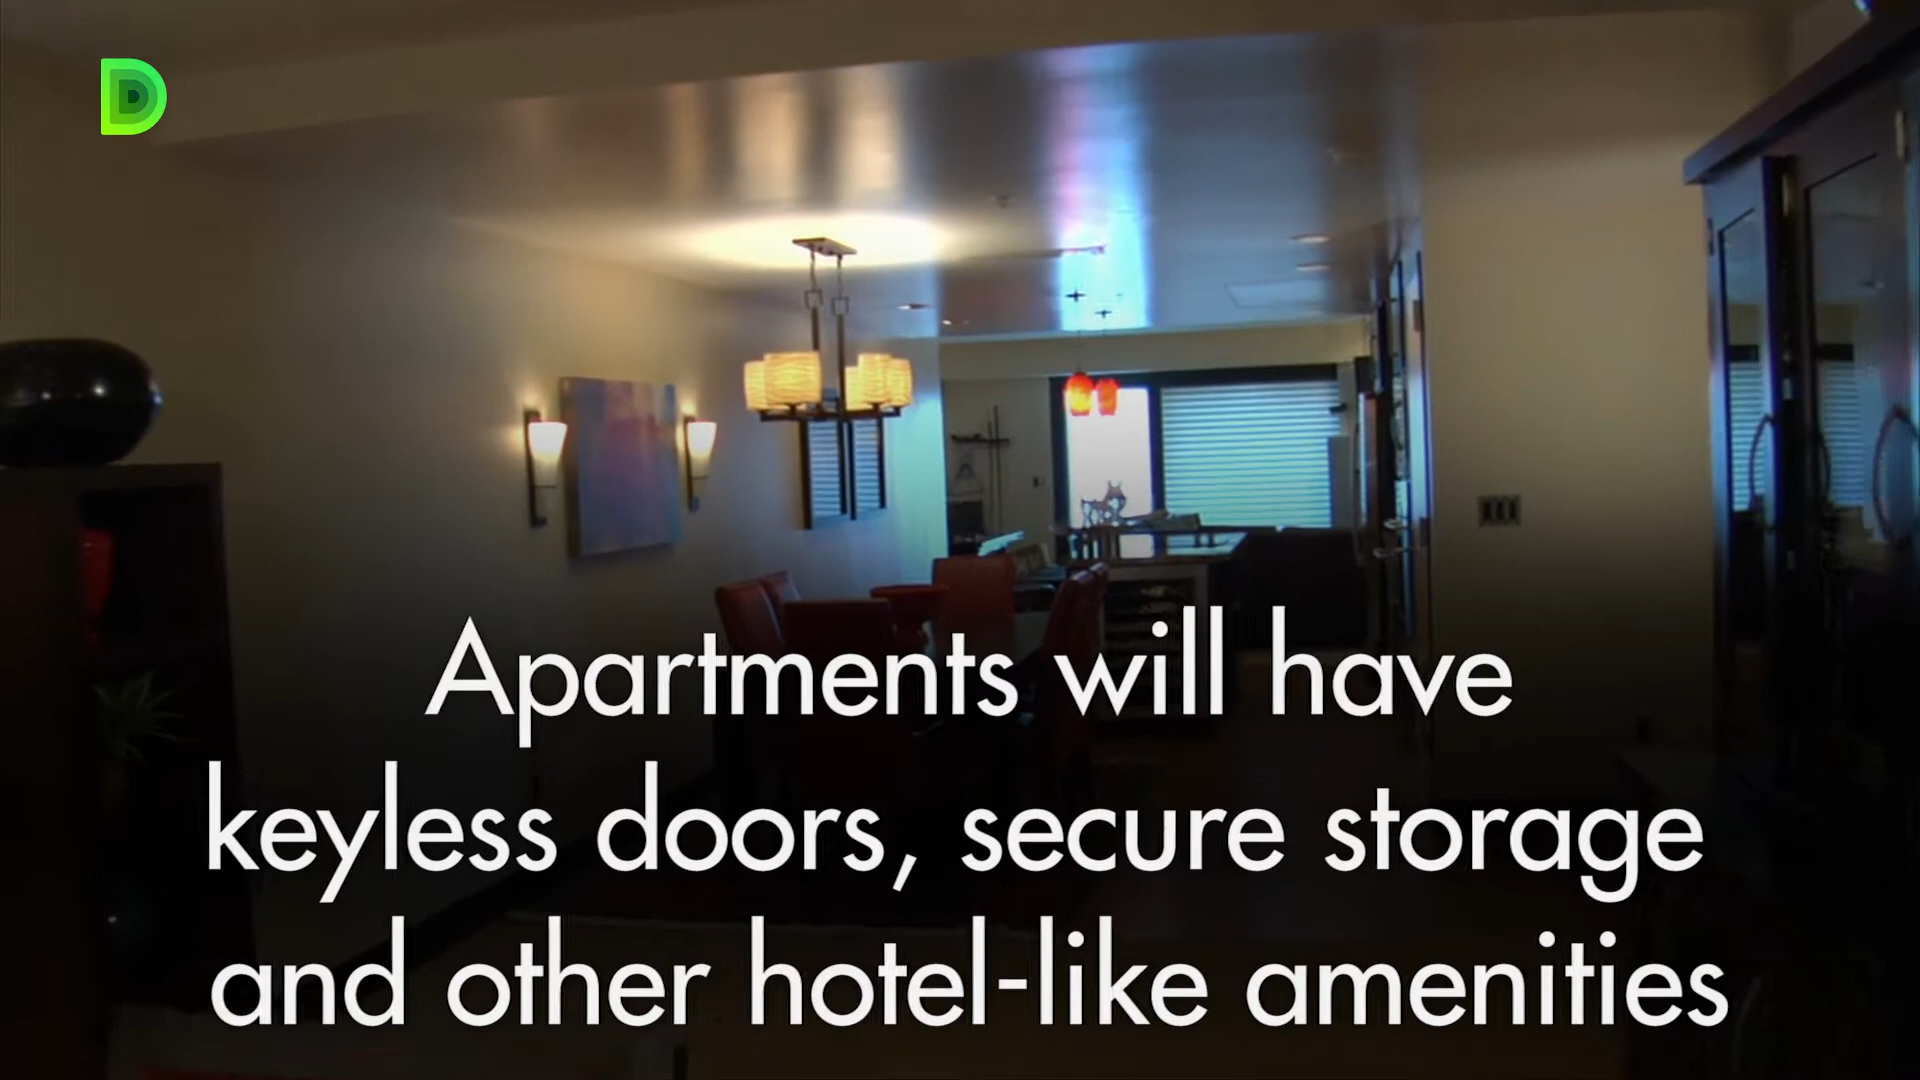 D
Apartments will have
keyless doors, secure storage
and other hotel-like amenities